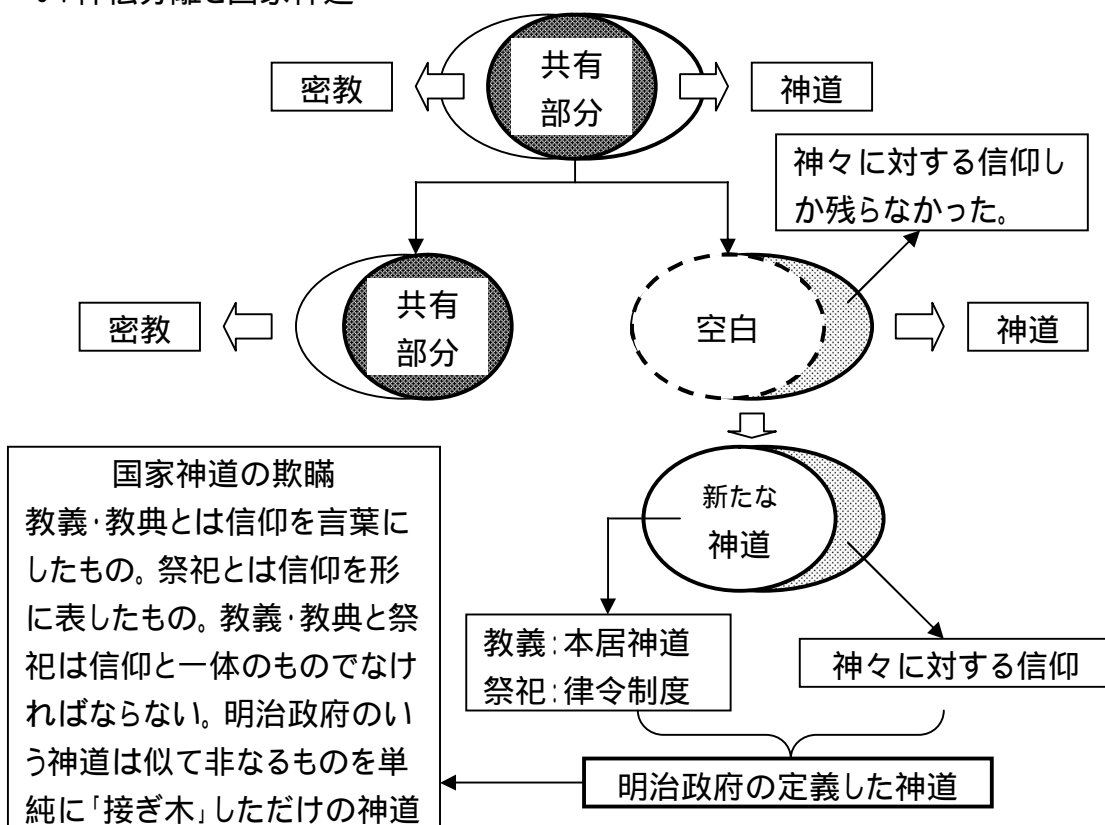 密教
共有
部分
神道
神々に対する信仰し
か残らなかった。
密教
共有
部分
空白
神道
新たな
神道
国家神道の欺瞞
教義・教典とは信仰を言葉に
したもの。祭祀とは信仰を形
に表したもの。教義・教典と祭
祀は信仰と一体のものでなけ
ればならない。明治政府のい
う神道は似て非なるものを単
純に「接ぎ木」しただけの神道
教義:本居神道
祭祀:律令制度
神々に対する信仰
明治政府の定義した神道